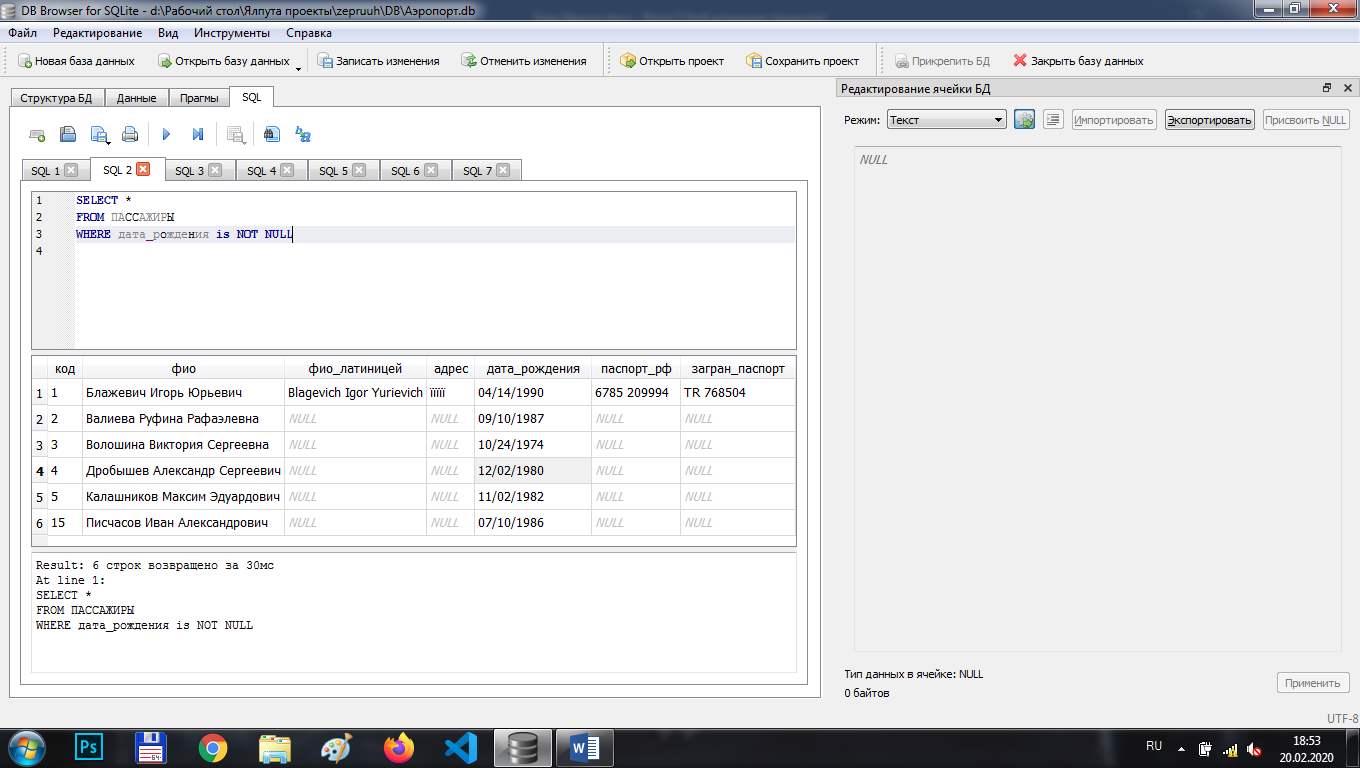 DB Browser for SQLite - d:\Рабочий стол\Ялпута проекты\zepruuh\DB\Аэропорт.db
Файл Редактирование Вид Инструменты Справка
Новая база данных Открыть базу данных Записать изменения Отменить изменения Открыть проект Сохранить проект Прикрепить БД Закрыть базу данных
Структура БД Данные Прагмы SQL
SQL 1 SQL 2 SQL 3 SQL 4 SQL 5 SQL 6 SQL 7
1 SELECT *
2 FROM ПАССАЖИРЫ
3 WHERE дата_рождения is NOT NULL
4
код фио фио_латиницей адрес дата_рождения паспорт_рф загран_паспорт
1 1 Блажевич Игорь Юрьевич Blagevich Igor Yurievich ïïïïï 04/14/1990 6785 209994 TR 768504
2 2 Валиева Руфина Рафаэлевна NULL NULL 09/10/1987 NULL NULL
3 3 Волошина Виктория Сергеевна NULL NULL 10/24/1974 NULL NULL
4 4 Дробышев Александр Сергеевич NULL NULL 12/02/1980 NULL NULL
5 5 Калашников Максим Эдуардович NULL NULL 11/02/1982 NULL NULL
6 15 Писчасов Иван Александрович NULL NULL 07/10/1986 NULL NULL
Result: 6 строк возвращено за 30мс
At line 1:
SELECT *
FROM ПАССАЖИРЫ
WHERE дата_рождения is NOT NULL
Редактирование ячейки БД
Режим: Текст Импортировать Экспортировать Присвоить NULL
NULL
Тип данных в ячейке: NULL
0 байтов
Применить
UTF-8
Ps 64 W RU 18:53
20.02.2020